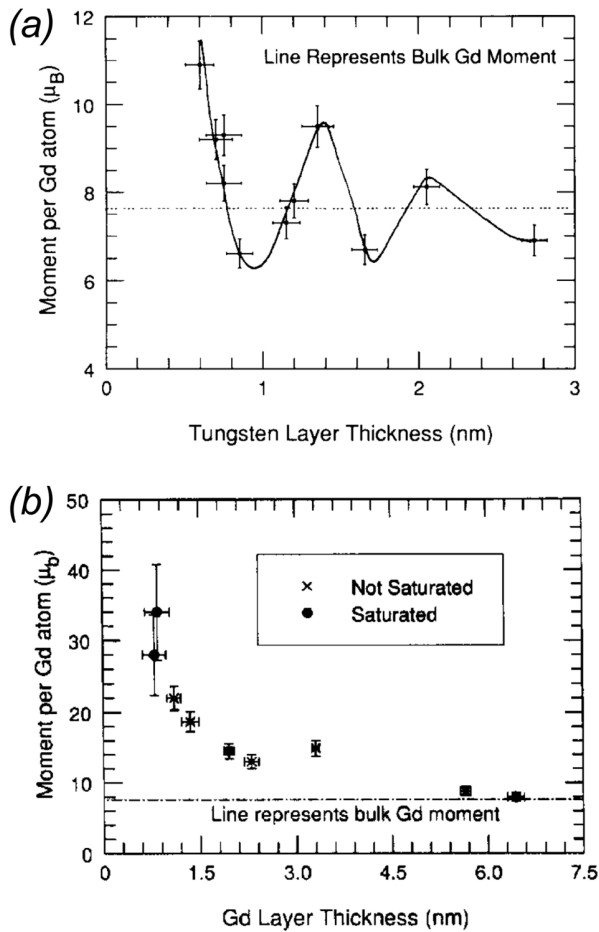 (a)
12
10
8
6
4
Moment per Gd atom (μB)
Line Represents Bulk Gd Moment
0
1
2
3
Tungsten Layer Thickness (nm)
(b)
50
40
30
20
10
0
Moment per Gd atom (μb)
Not Saturated
Saturated
Line represents bulk Gd moment
0
1.5
3.0
4.5
6.0
7.5
Gd Layer Thickness (nm)